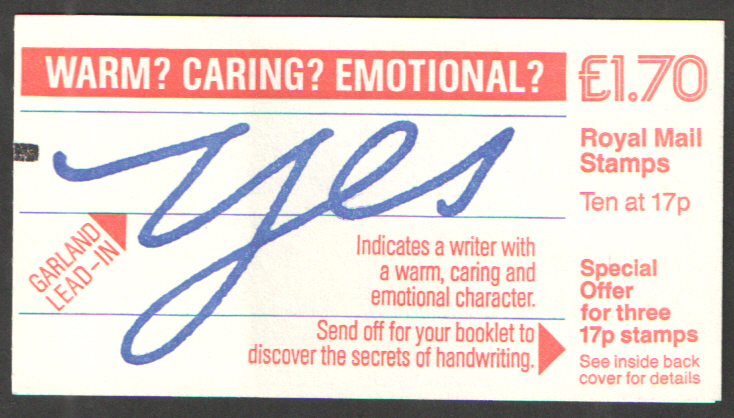 WARM? CARING? EMOTIONAL?
£1.70
yes
Royal Mail
Stamps
Ten at 17p
GARLAND
LEAD-IN
Indicates a writer with
a warm, caring and
emotional character.
Send off for your booklet to
discover the secrets of handwriting.
Special
Offer
for three
17p stamps
See inside back
cover for details